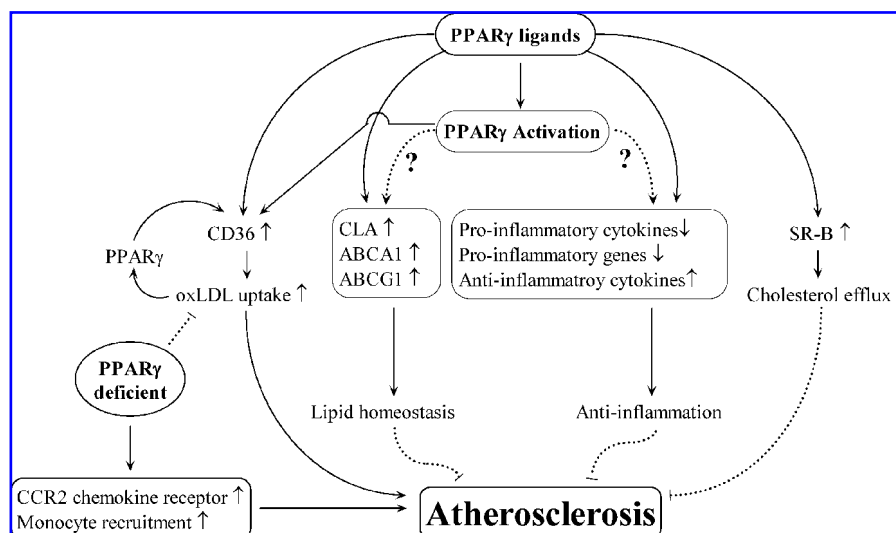 PPARγ ligands
PPARγ Activation
?
?
CD36 ↑
PPARγ
oxLDL uptake ↑
CLA ↑
ABCA1 ↑
ABCG1 ↑
Pro-inflammatory cytokines↓
Pro-inflammatory genes ↓
Anti-inflammatroy cytokines↑
SR-B ↑
Cholesterol efflux
PPARγ
deficient
Lipid homeostasis
Anti-inflammation
CCR2 chemokine receptor ↑
Monocyte recruitment ↑
Atherosclerosis